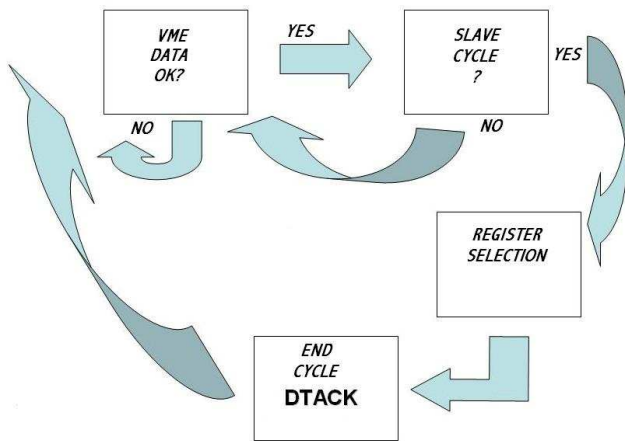 VME
DATA
OK?
YES
SLAVE
CYCLE
?
YES
NO
NO
REGISTER
SELECTION
END
CYCLE
DTACK